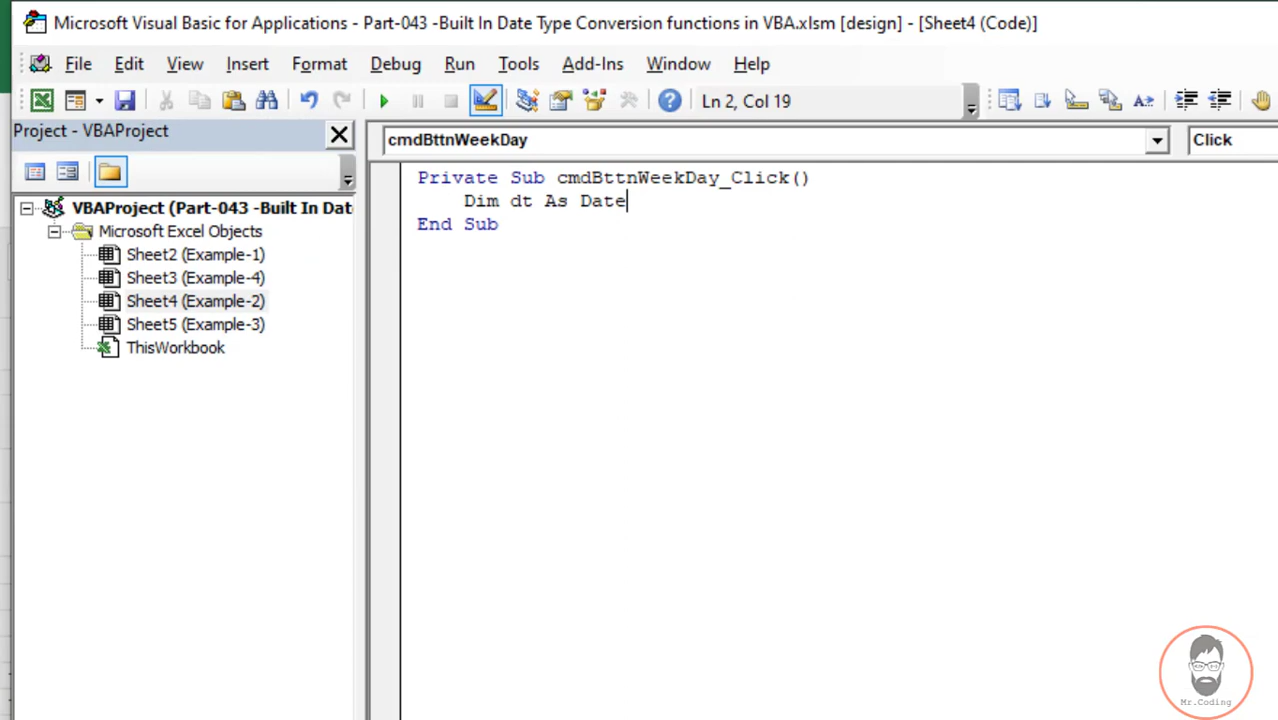 Microsoft Visual Basic for Applications - Part-043 -Built In Date Type Conversion functions in VBA.xlsm [design] - [Sheet4 (Code)]
File Edit View Insert Format Debug Run Tools Add-Ins Window Help
Ln 2, Col 19
Project - VBAProject
cmdBttnWeekDay
Click
VBAProject (Part-043 -Built In Dat
Microsoft Excel Objects
Sheet2 (Example-1)
Sheet3 (Example-4)
Sheet4 (Example-2)
Sheet5 (Example-3)
ThisWorkbook
Private Sub cmdBttnWeekDay_Click()
Dim dt As Date
End Sub
Mr.Coding